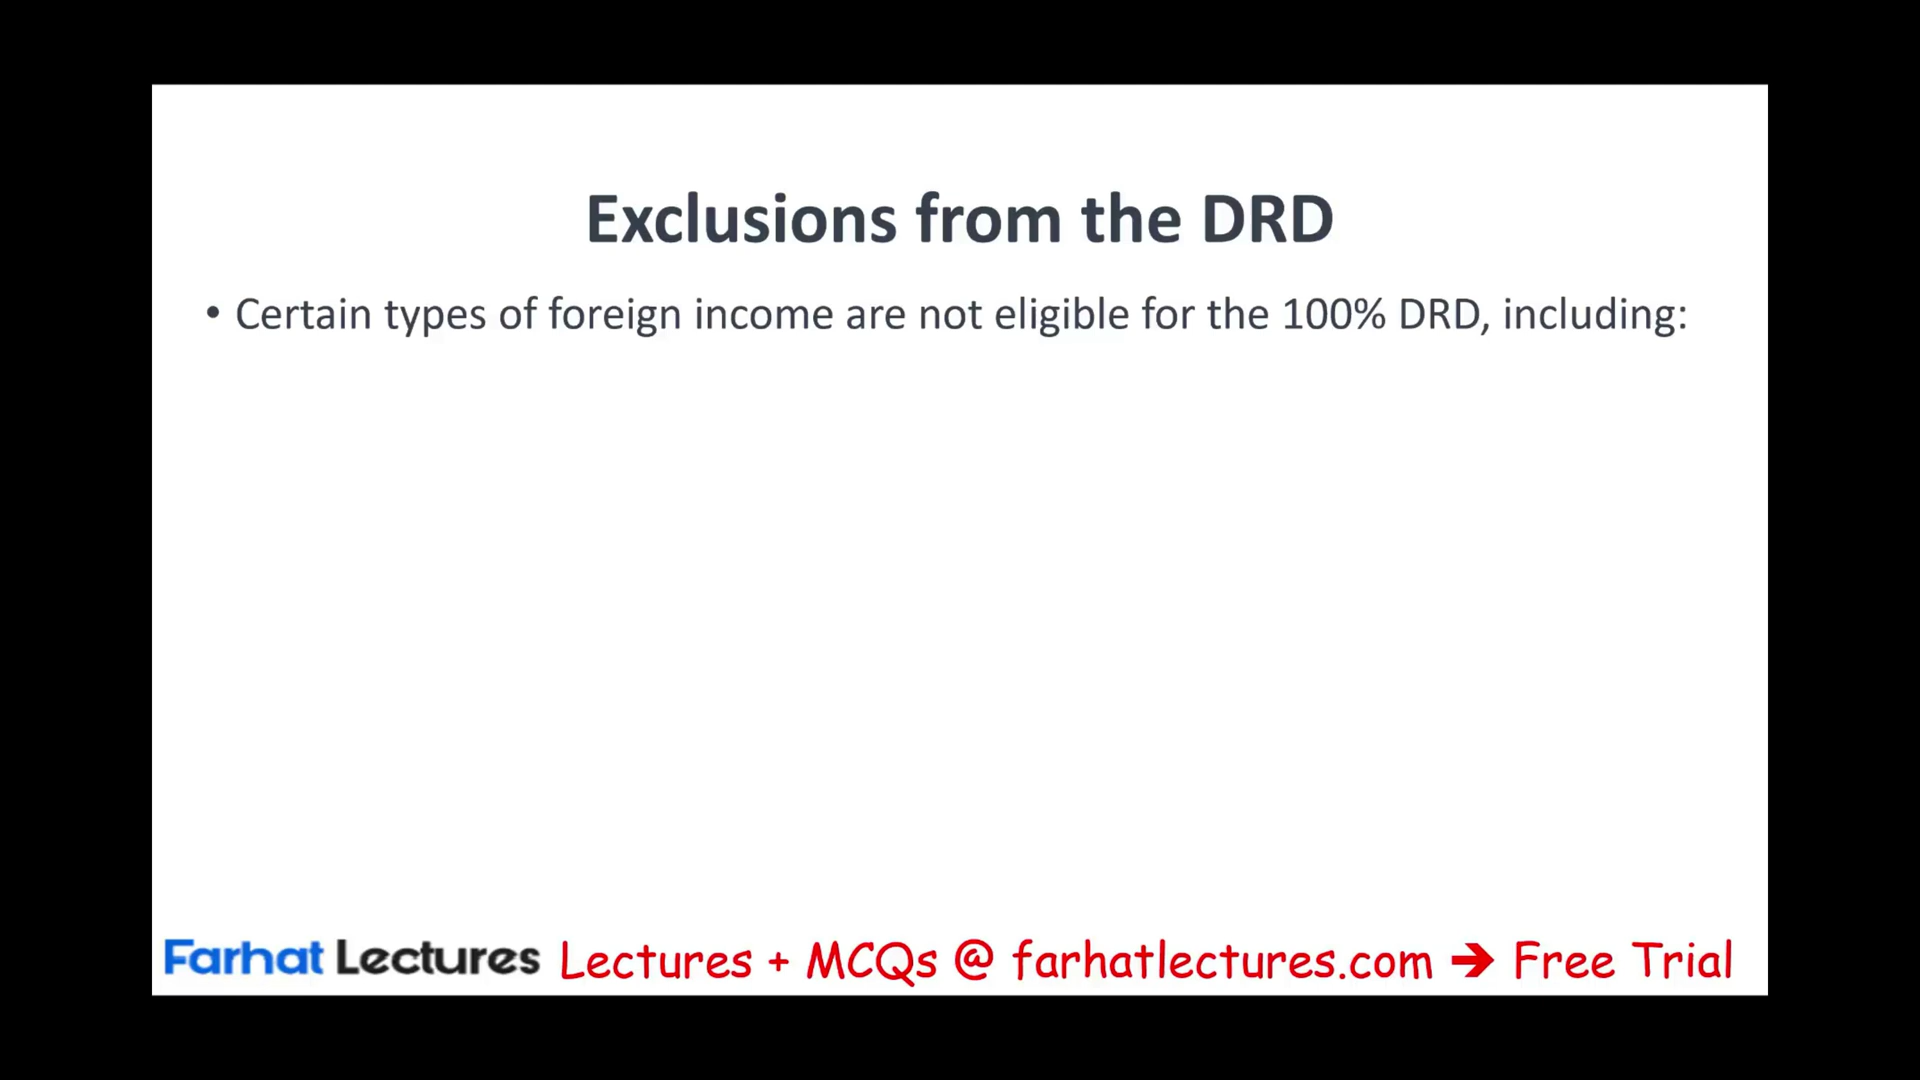 Exclusions from the DRD
• Certain types of foreign income are not eligible for the 100% DRD, including:
Farhat Lectures Lectures + MCQs @ farhatlectures.com ➔ Free Trial